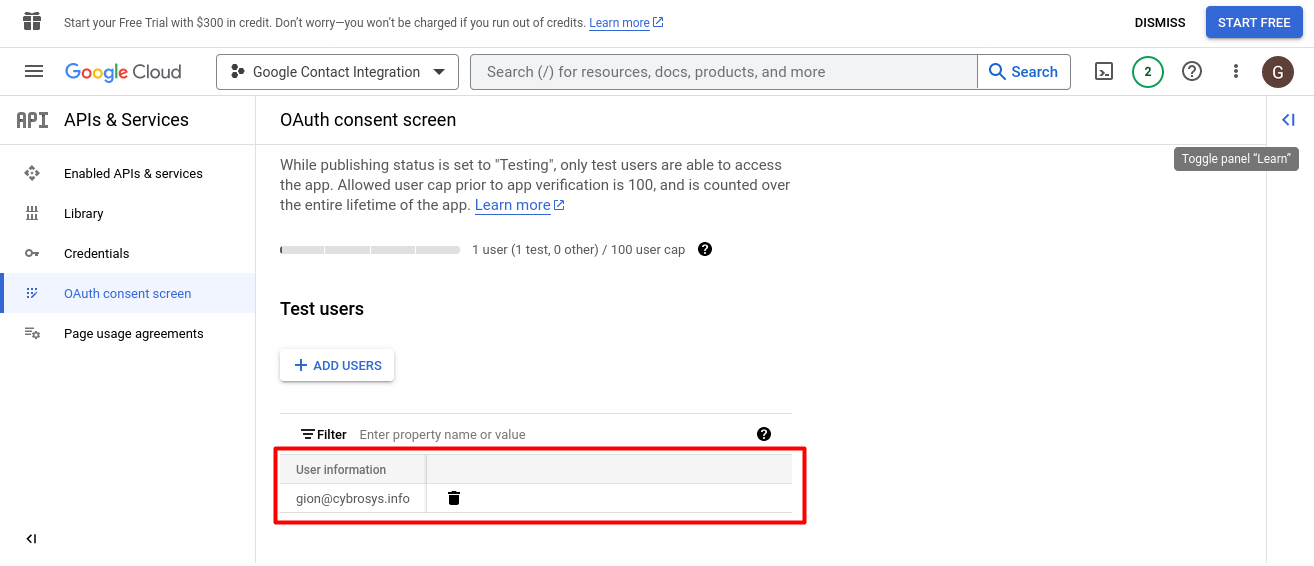 Start your Free Trial with $300 in credit. Don’t worry—you won’t be charged if you run out of credits. Learn more
DISMISS
START FREE
Google Cloud
Google Contact Integration
Search (/) for resources, docs, products, and more
Search
2
G
API
APIs & Services
OAuth consent screen
Toggle panel “Learn”
Enabled APIs & services
Library
Credentials
OAuth consent screen
Page usage agreements
While publishing status is set to "Testing", only test users are able to access
the app. Allowed user cap prior to app verification is 100, and is counted over
the entire lifetime of the app. Learn more
1 user (1 test, 0 other) / 100 user cap
Test users
ADD USERS
Filter Enter property name or value
User information
gion@cybrosys.info